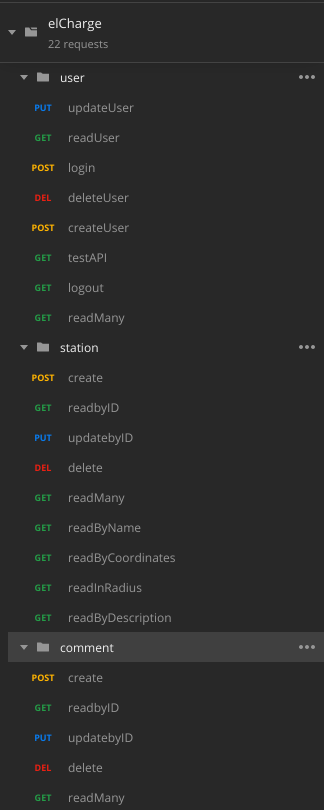 elCharge
22 requests
user
PUT updateUser
GET readUser
POST login
DEL deleteUser
POST createUser
GET testAPI
GET logout
GET readMany
station
POST create
GET readbyID
PUT updatebyID
DEL delete
GET readMany
GET readByName
GET readByCoordinates
GET readInRadius
GET readByDescription
comment
POST create
GET readbyID
PUT updatebyID
DEL delete
GET readMany